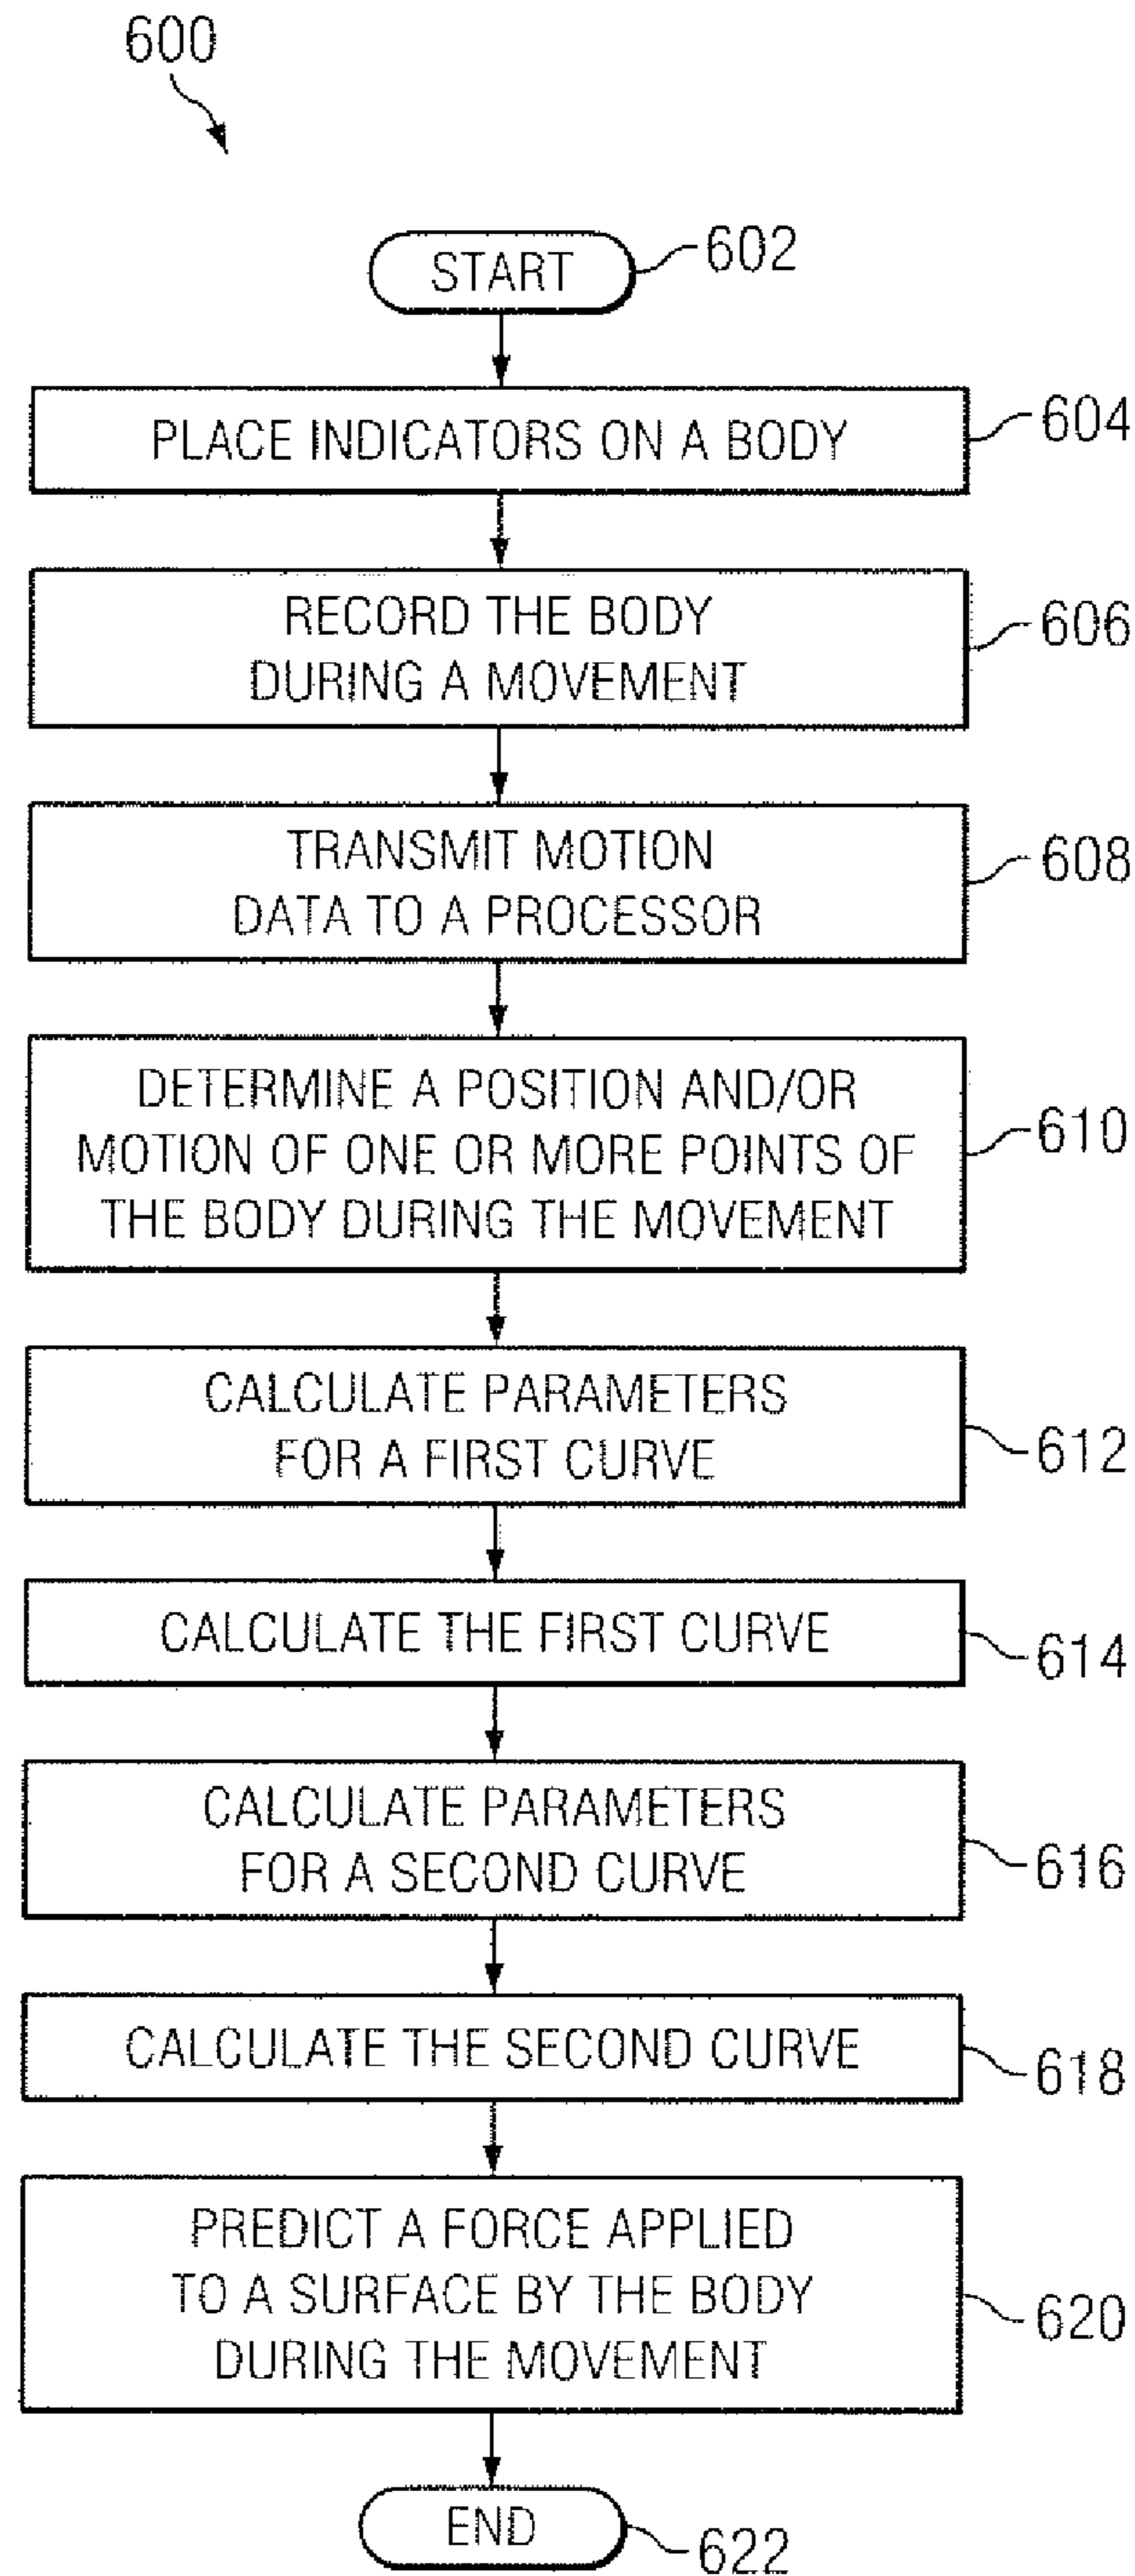 600
START
602
PLACE INDICATORS ON A BODY
604
RECORD THE BODY
DURING A MOVEMENT
606
TRANSMIT MOTION
DATA TO A PROCESSOR
608
DETERMINE A POSITION AND/OR
MOTION OF ONE OR MORE POINTS OF
THE BODY DURING THE MOVEMENT
610
CALCULATE PARAMETERS
FOR A FIRST CURVE
612
CALCULATE THE FIRST CURVE
614
CALCULATE PARAMETERS
FOR A SECOND CURVE
616
CALCULATE THE SECOND CURVE
618
PREDICT A FORCE APPLIED
TO A SURFACE BY THE BODY
DURING THE MOVEMENT
620
END
622